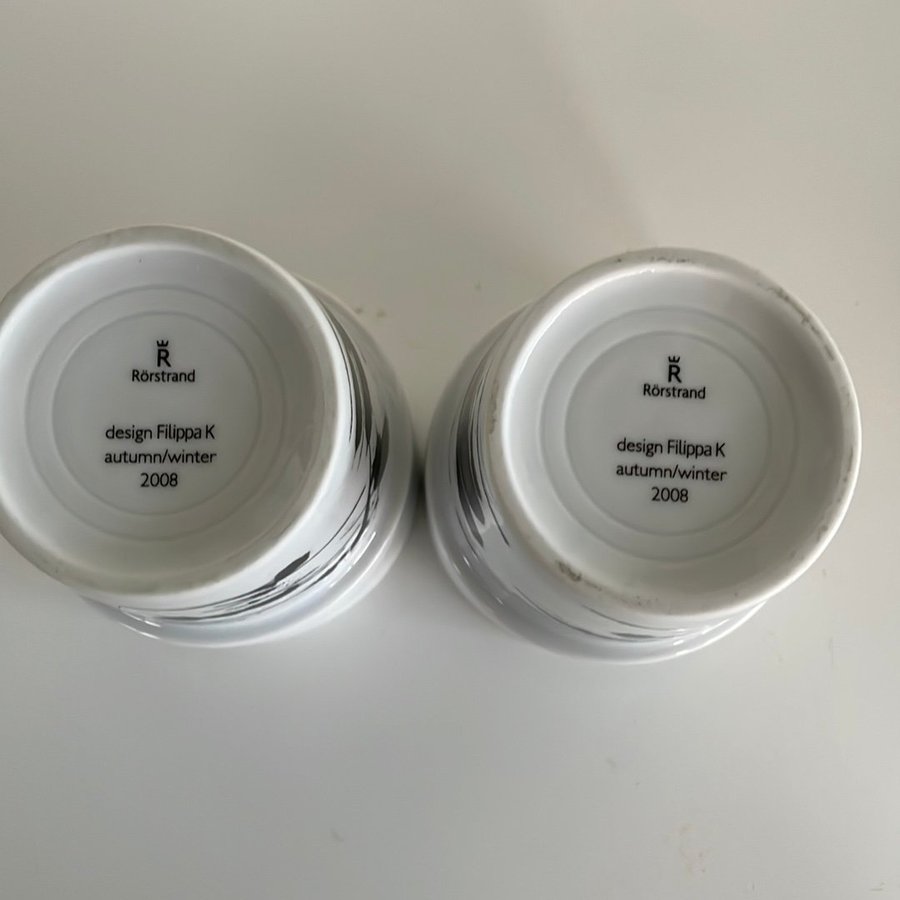 R
Rörstrand
design Filippa K
autumn/winter
2008
R
Rörstrand
design Filippa K
autumn/winter
2008